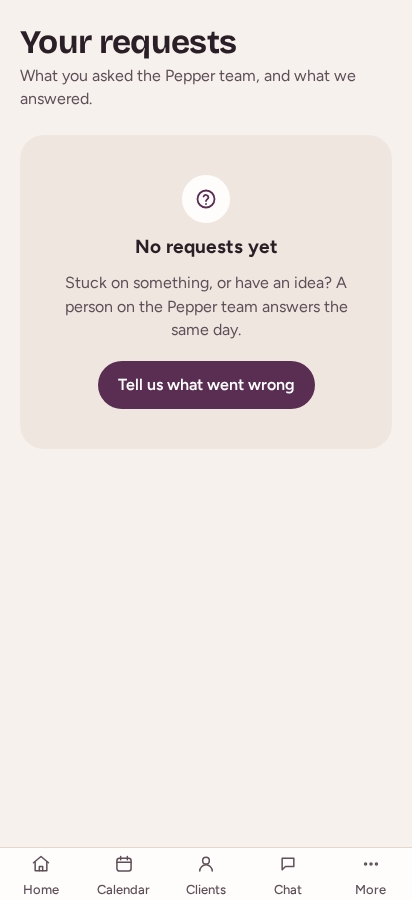 Your requests
What you asked the Pepper team, and what we
answered.
No requests yet
Stuck on something, or have an idea? A
person on the Pepper team answers the
same day.
Tell us what went wrong
Home
Calendar
Clients
Chat
More